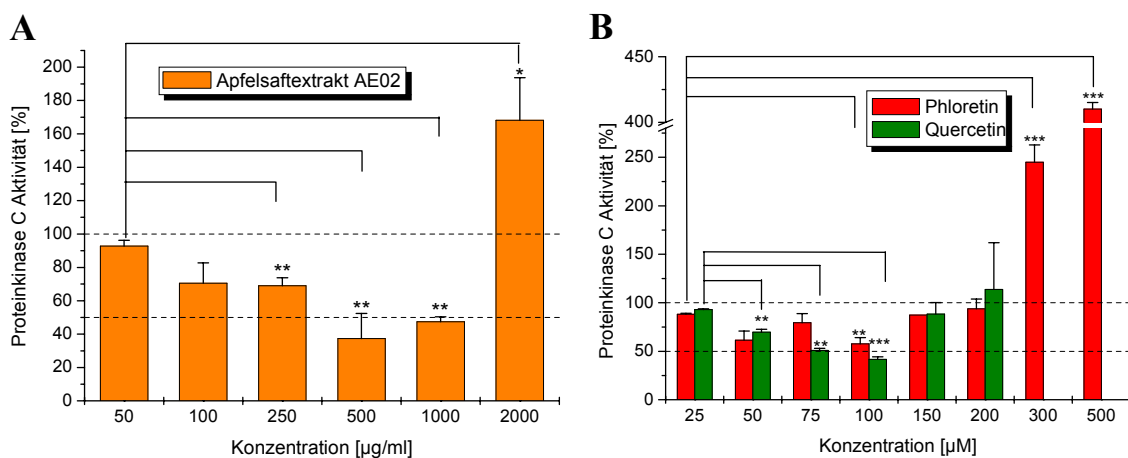 A
Proteinkinase C Aktivität [%]
200
180
160
140
120
100
80
60
40
20
0
Apfelsaftextrakt AE02
*
**
**
**
50 100 250 500 1000 2000
Konzentration [µg/ml]
B
Proteinkinase C Aktivität [%]
450
400
250
200
150
100
50
0
Phloretin
Quercetin
***
***
**
**
**
***
25 50 75 100 150 200 300 500
Konzentration [µM]